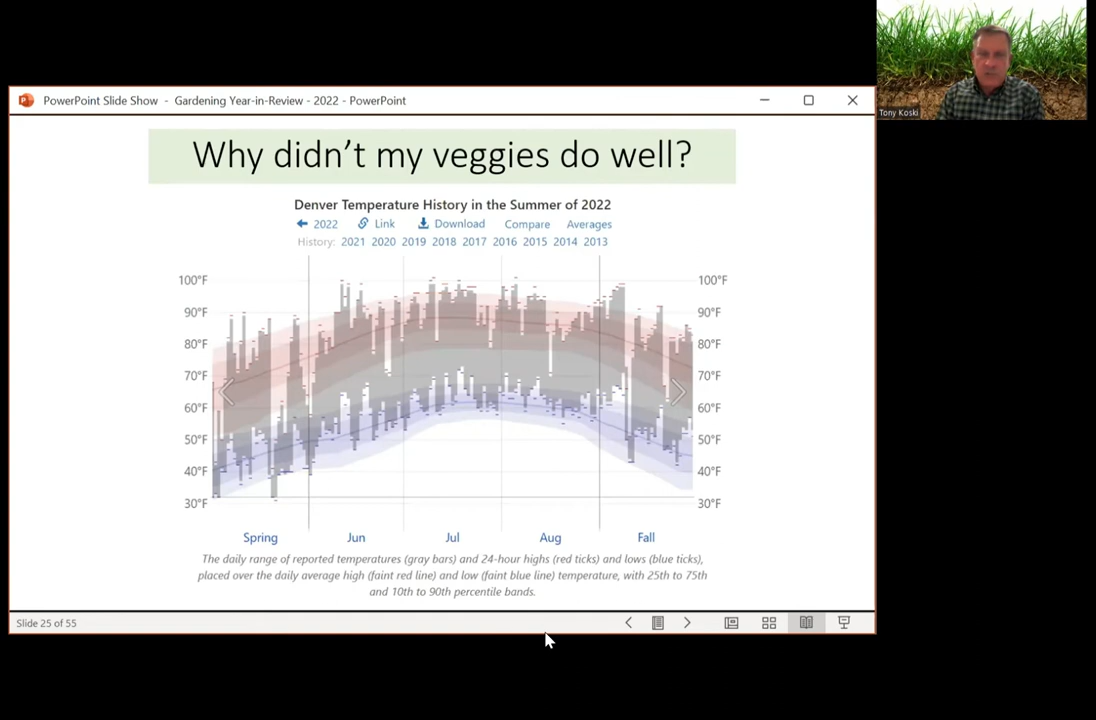 PowerPoint Slide Show - Gardening Year-in-Review - 2022 - PowerPoint
Tony Koski
Why didn't my veggies do well?
Denver Temperature History in the Summer of 2022
2022 Link Download Compare Averages
History: 2021 2020 2019 2018 2017 2016 2015 2014 2013
100°F 100°F
90°F 90°F
80°F 80°F
70°F 70°F
60°F 60°F
50°F 50°F
40°F 40°F
30°F 30°F
Spring Jun Jul Aug Fall
The daily range of reported temperatures (gray bars) and 24-hour highs (red ticks) and lows (blue ticks),
placed over the daily average high (faint red line) and low (faint blue line) temperature, with 25th to 75th
and 10th to 90th percentile bands.
Slide 25 of 55